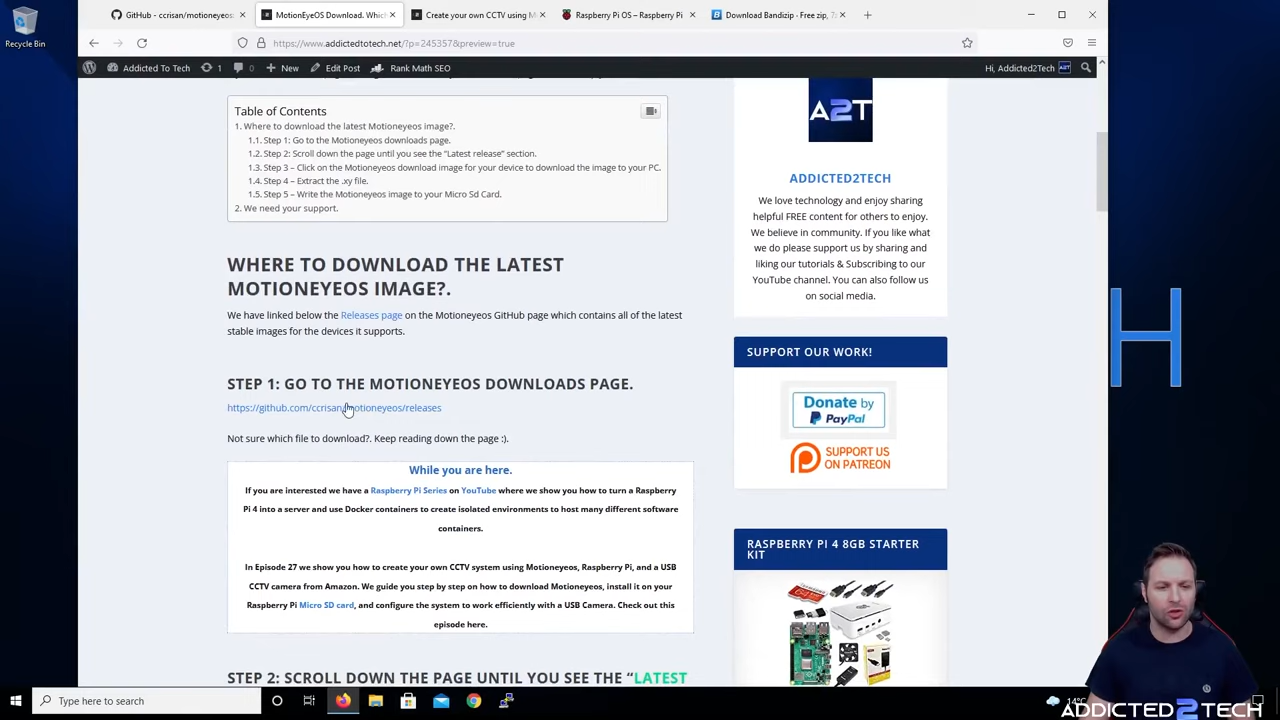 GitHub - ccrisan/motioneyeos:
MotionEyeOS Download, Which
Create your own CCTV using M
Raspberry Pi OS – Raspberry Pi
Download Bandizip - Free zip, 7z
Recycle Bin
https://www.addictedtotech.net/?p=245357&preview=true
Addicted To Tech
1
0
New
Edit Post
Rank Math SEO
Hi, Addicted2Tech
A2T
Table of Contents
1. Where to download the latest Motioneyeos image?.
1.1. Step 1: Go to the Motioneyeos downloads page.
1.2. Step 2: Scroll down the page until you see the “Latest release” section.
1.3. Step 3 – Click on the Motioneyeos download image for your device to download the image to your PC.
1.4. Step 4 – Extract the .xy file.
1.5. Step 5 – Write the Motioneyeos image to your Micro Sd Card.
2. We need your support.
WHERE TO DOWNLOAD THE LATEST
MOTIONEYEOS IMAGE?.
We have linked below the Releases page on the Motioneyeos GitHub page which contains all of the latest
stable images for the devices it supports.
STEP 1: GO TO THE MOTIONEYEOS DOWNLOADS PAGE.
https://github.com/ccrisan/motioneyeos/releases
Not sure which file to download?. Keep reading down the page :).
While you are here.
If you are interested we have a Raspberry Pi Series on YouTube where we show you how to turn a Raspberry
Pi 4 into a server and use Docker containers to create isolated environments to host many different software
containers.
In Episode 27 we show you how to create your own CCTV system using Motioneyeos, Raspberry Pi, and a USB
CCTV camera from Amazon. We guide you step by step on how to download Motioneyeos, install it on your
Raspberry Pi Micro SD card, and configure the system to work efficiently with a USB Camera. Check out this
episode here.
STEP 2: SCROLL DOWN THE PAGE UNTIL YOU SEE THE “LATEST
A2T
ADDICTED2TECH
We love technology and enjoy sharing
helpful FREE content for others to enjoy.
We believe in community. If you like what
we do please support us by sharing and
liking our tutorials & Subscribing to our
YouTube channel. You can also follow us
on social media.
SUPPORT OUR WORK!
Donate by
PayPal
SUPPORT US
ON PATREON
RASPBERRY PI 4 8GB STARTER
KIT
H
Type here to search
14°C
ADDICTED2TECH